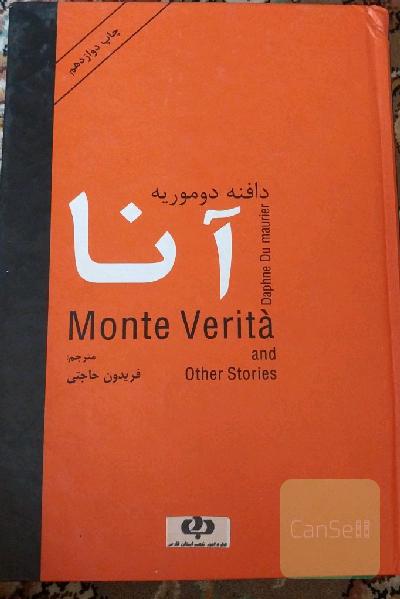 چاپ دوازدهم
دافنه دوموریه
آنا
Daphne Du maurier
Monte Verità
and
Other Stories
مترجم:
فریدون حاجتی
CanSell